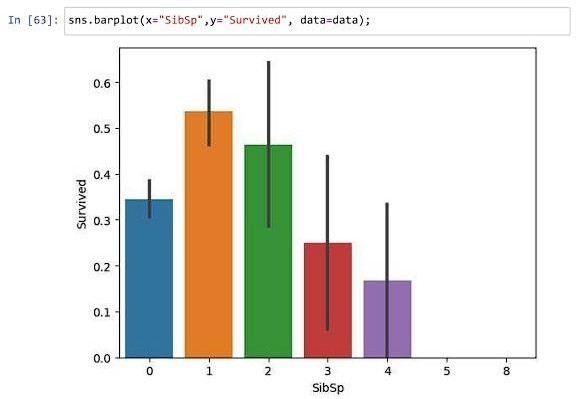 In [63]: sns.barplot(x="SibSp",y="Survived", data=data);
0.6
0.5
0.4
0.3
0.2
0.1
0.0
Survived
0 1 2 3 4 5 8
SibSp